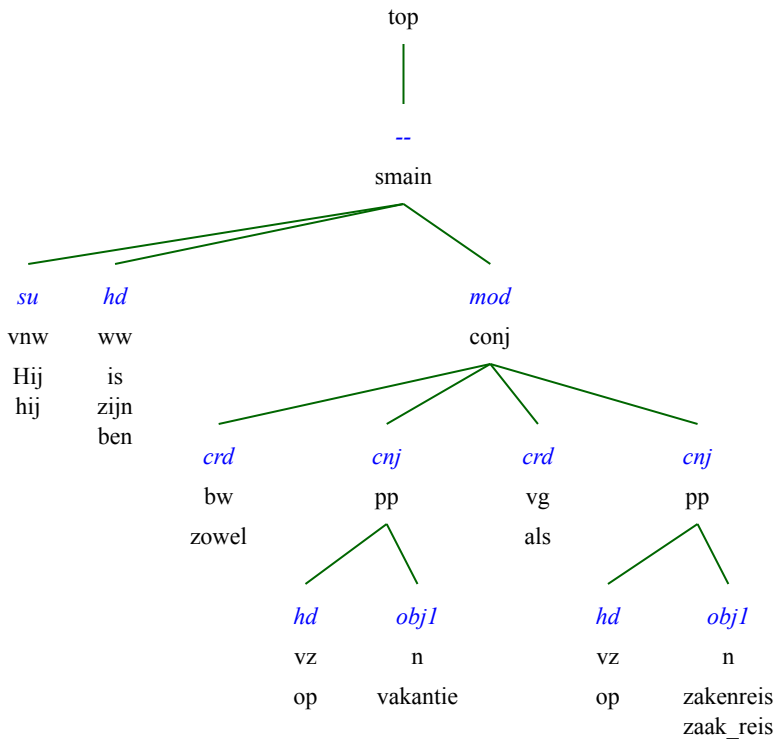 top
--
smain
su hd mod
vnw ww conj
Hij is
hij zijn
ben
crd cnj crd cnj
bw pp vg pp
zowel als
hd obj1 hd obj1
vz n vz n
op vakantie op zakenreis
zaak_reis